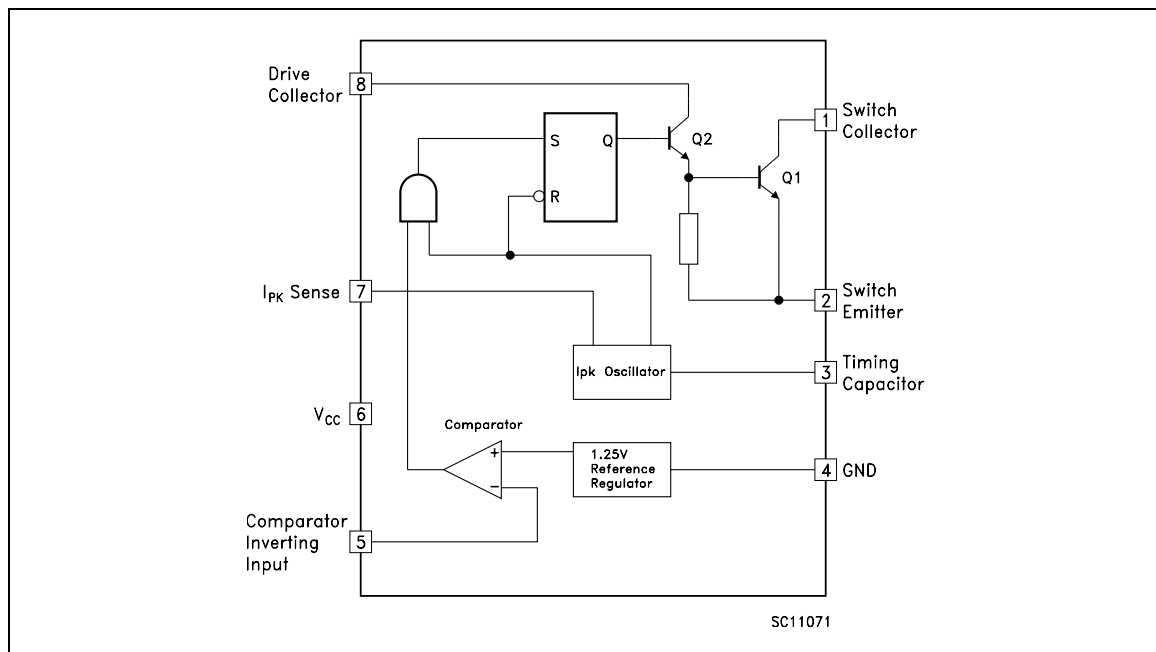 Drive
Collector
8
S
Q
R
Q2
Q1
1
Switch
Collector
IPK Sense
7
2
Switch
Emitter
Ipk Oscillator
3
Timing
Capacitor
VCC
6
Comparator
+
−
1.25V
Reference
Regulator
4
GND
Comparator
Inverting
Input
5
SC11071